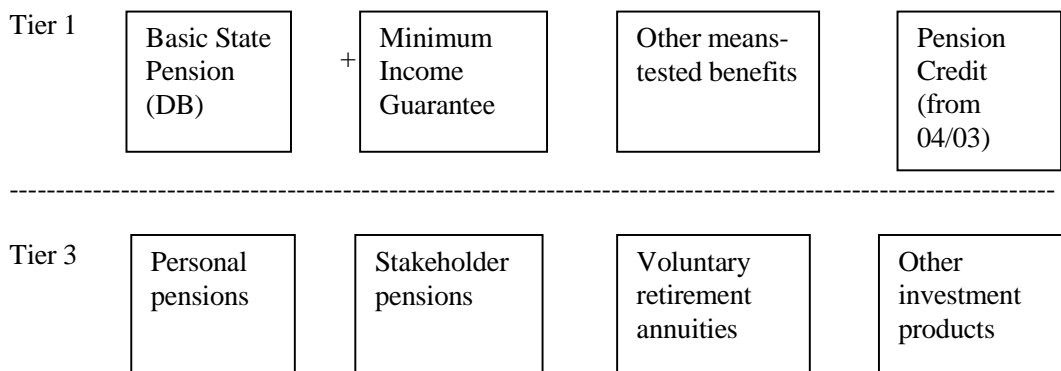 Tier 1
Basic State
Pension
(DB)
+
Minimum
Income
Guarantee
Other means-
tested benefits
Pension
Credit
(from
04/03)
Tier 3
Personal
pensions
Stakeholder
pensions
Voluntary
retirement
annuities
Other
investment
products